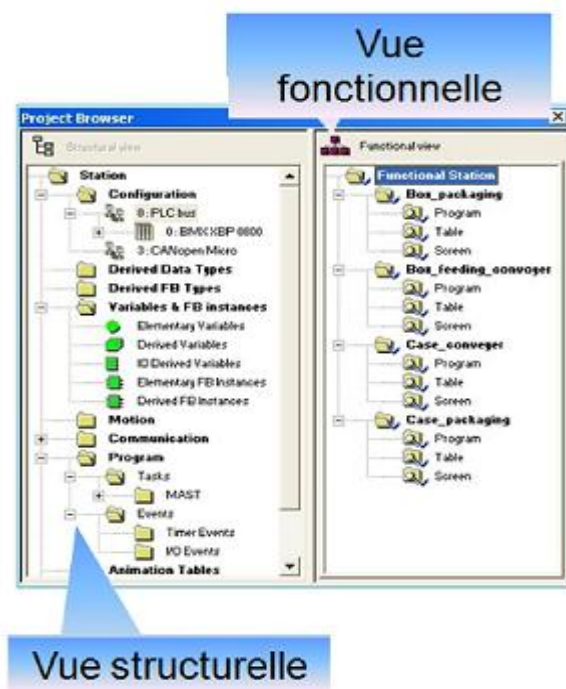 Vue
fonctionnelle
Project Browser
Structural view
Station
Configuration
0: PLC bus
0: BMX XBP 0800
3: CANopen Micro
Derived Data Types
Derived FB Types
Variables & FB instances
Elementary Variables
Derived Variables
IO Derived Variables
Elementary FB Instances
Derived FB Instances
Motion
Communication
Program
Tasks
MAST
Events
Timer Events
I/O Events
Animation Tables
Functional view
Functional Station
Box_packaging
Program
Table
Screen
Box_feeding_convoyer
Program
Table
Screen
Case_conveyer
Program
Table
Screen
Case_packaging
Program
Table
Screen
Vue structurelle